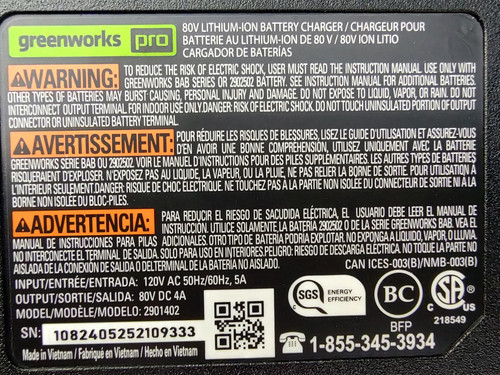 greenworks pro
80V LITHIUM-ION BATTERY CHARGER / CHARGEUR POUR
BATTERIE AU LITHIUM-ION DE 80 V / 80V ION LITIO
CARGADOR DE BATERÍAS
WARNING: TO REDUCE THE RISK OF ELECTRIC SHOCK, USER MUST READ THE INSTRUCTION MANUAL. USE ONLY WITH
GREENWORKS BAB SERIES OR 2902502 BATTERY. SEE INSTRUCTION MANUAL FOR ADDITIONAL BATTERIES.
OTHER TYPES OF BATTERIES MAY BURST CAUSING, PERSONAL INJURY AND DAMAGE. DO NOT EXPOSE TO LIQUID, VAPOR, OR RAIN. DO NOT
INTERCONNECT OUTPUT TERMINAL. FOR INDOOR USE ONLY.DANGER: RISK OF ELECTRIC SHOCK. DO NOT TOUCH UNINSULATED PORTION OF OUTPUT
CONNECTOR OR UNINSULATED BATTERY TERMINAL.
AVERTISSEMENT: POUR RÉDUIRE LES RISQUES DE BLESSURES, LISEZ LE GUIDE D'UTILISATION ET ASSUREZ-VOUS
D'EN AVOIR UNE BONNE COMPRÉHENSION, UTILISEZ UNIQUEMENT AVEC LA BATTERIE
GREENWORKS SERIE BAB OU 2902502. VOIR LE MANUEL D'INSTRUCTIONS POUR DES PILES SUPPLEMENTAIRES. LES AUTRES TYPES DE BATTERIES
RISQUERAIENT D'EXPLOSER. N'EXPOSEZ PAS À LA VAPEUR, OU LA PLUIE, NE PAS RELIER LA BORNE DE SORTIE. POUR UTILISATION À
L'INTÉRIEUR SEULEMENT.DANGER: RISQUE DE CHOC ELECTRIQUE. NE TOUCHEZ PAS À LA PARTIE NON ISOLÉE DU CONNECTEUR DE SORTIE NI À LA
BORNE NON ISOLÉE DU BLOC-PILES.
ADVERTENCIA: PARA REDUCIR EL RIESGO DE SACUDIDA ELÉCTRICA, EL USUARIO DEBE LEER EL MANUAL DE
INSTRUCCIÓN. UTILICE SOLAMENTE, LA BATERÍA 2902502 O DE LA SERIE GREENWORKS BAB. VEA EL
MANUAL DE INSTRUCCIONES PARA PILAS ADICIONALES. OTRO TIPO DE BATERÍA PODRÍA EXPLOTAR. NO EXPONGA A LÍQUIDO, VAPOR, O LLUVIA.
NO INTERCONECTE EL TERMINAL DE SALIDA. PARA USO BAJO TECHO SOLAMENTE.PELIGRO: RIESGO DE DESCARGA ELÉCTRICA. NO TOQUE LA PARTE NO
AISLADA DE LA CONEXIÓN DE SALIDA O DEL TERMINAL DE BATERÍA NO AISLADO.
CAN ICES-003(B)/NMB-003(B)
INPUT/ENTRÉE/ENTRADA: 120V AC 50Hz/60Hz, 5A
OUTPUT/SORTIE/SALIDA: 80V DC 4A
MODEL/MODÈLE/MODELO: 2901402
SN: 1082405252109333
Made in Vietnam / Fabriqué en Vietnam / Hecho en Vietnam
SGS ENERGY
EFFICIENCY
BC
BFP
SA
US
218549
1-855-345-3934